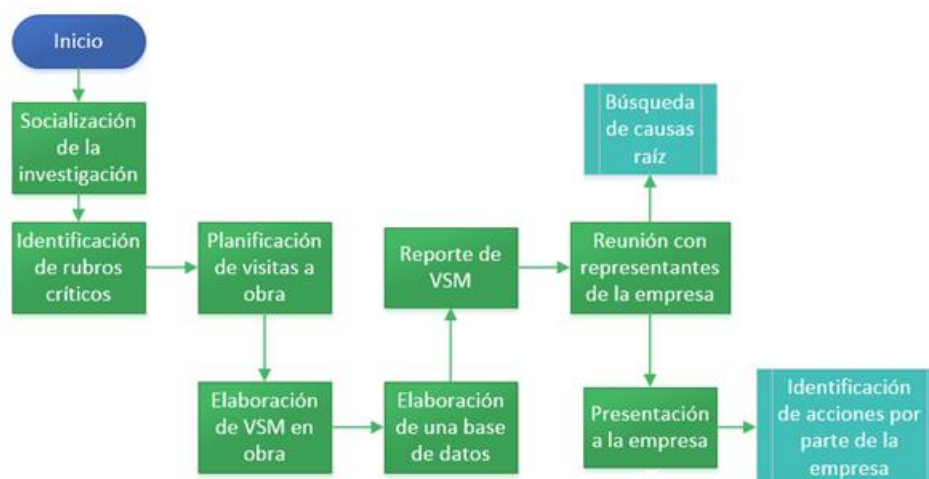 Inicio
Socialización
de la
investigación
Identificación
de rubros
críticos
Planificación
de visitas a
obra
Elaboración
de VSM en
obra
Elaboración
de una base
de datos
Reporte de
VSM
Reunión con
representantes
de la empresa
Búsqueda
de causas
raíz
Presentación
a la empresa
Identificación
de acciones por
parte de la
empresa